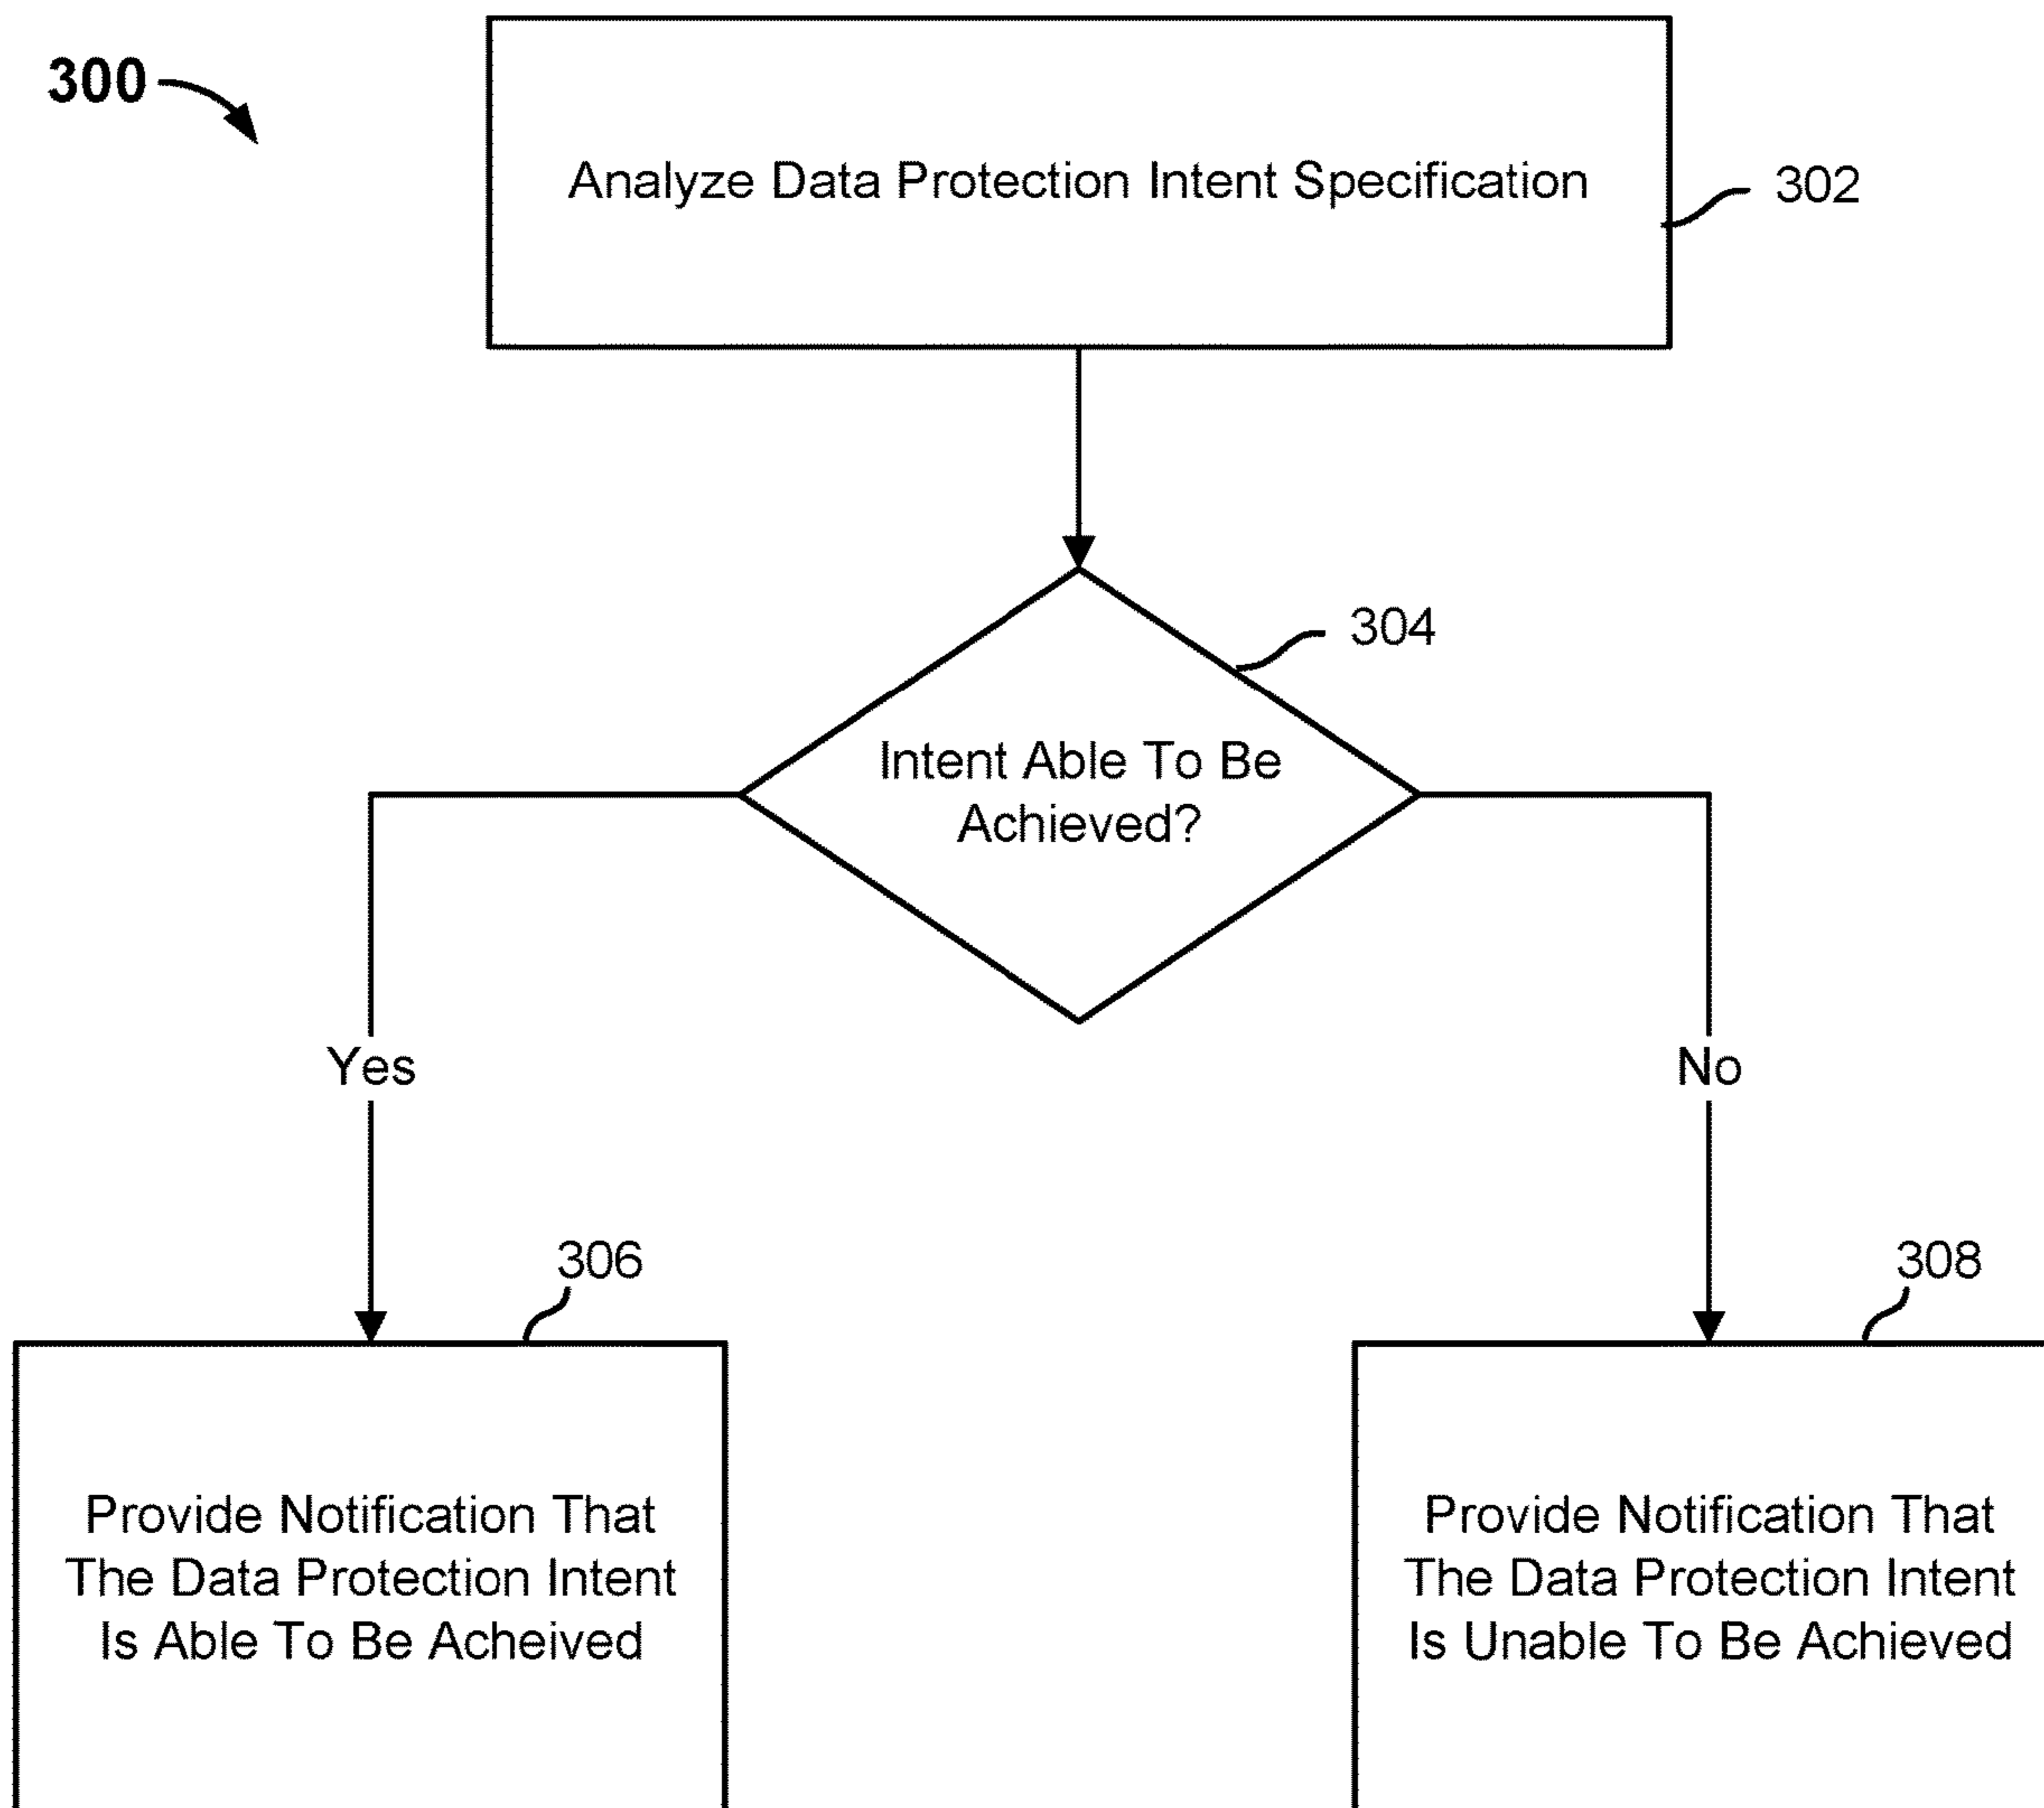 300
Analyze Data Protection Intent Specification
302
304
Intent Able To Be
Achieved?
Yes
No
306
308
Provide Notification That
The Data Protection Intent
Is Able To Be Acheived
Provide Notification That
The Data Protection Intent
Is Unable To Be Achieved